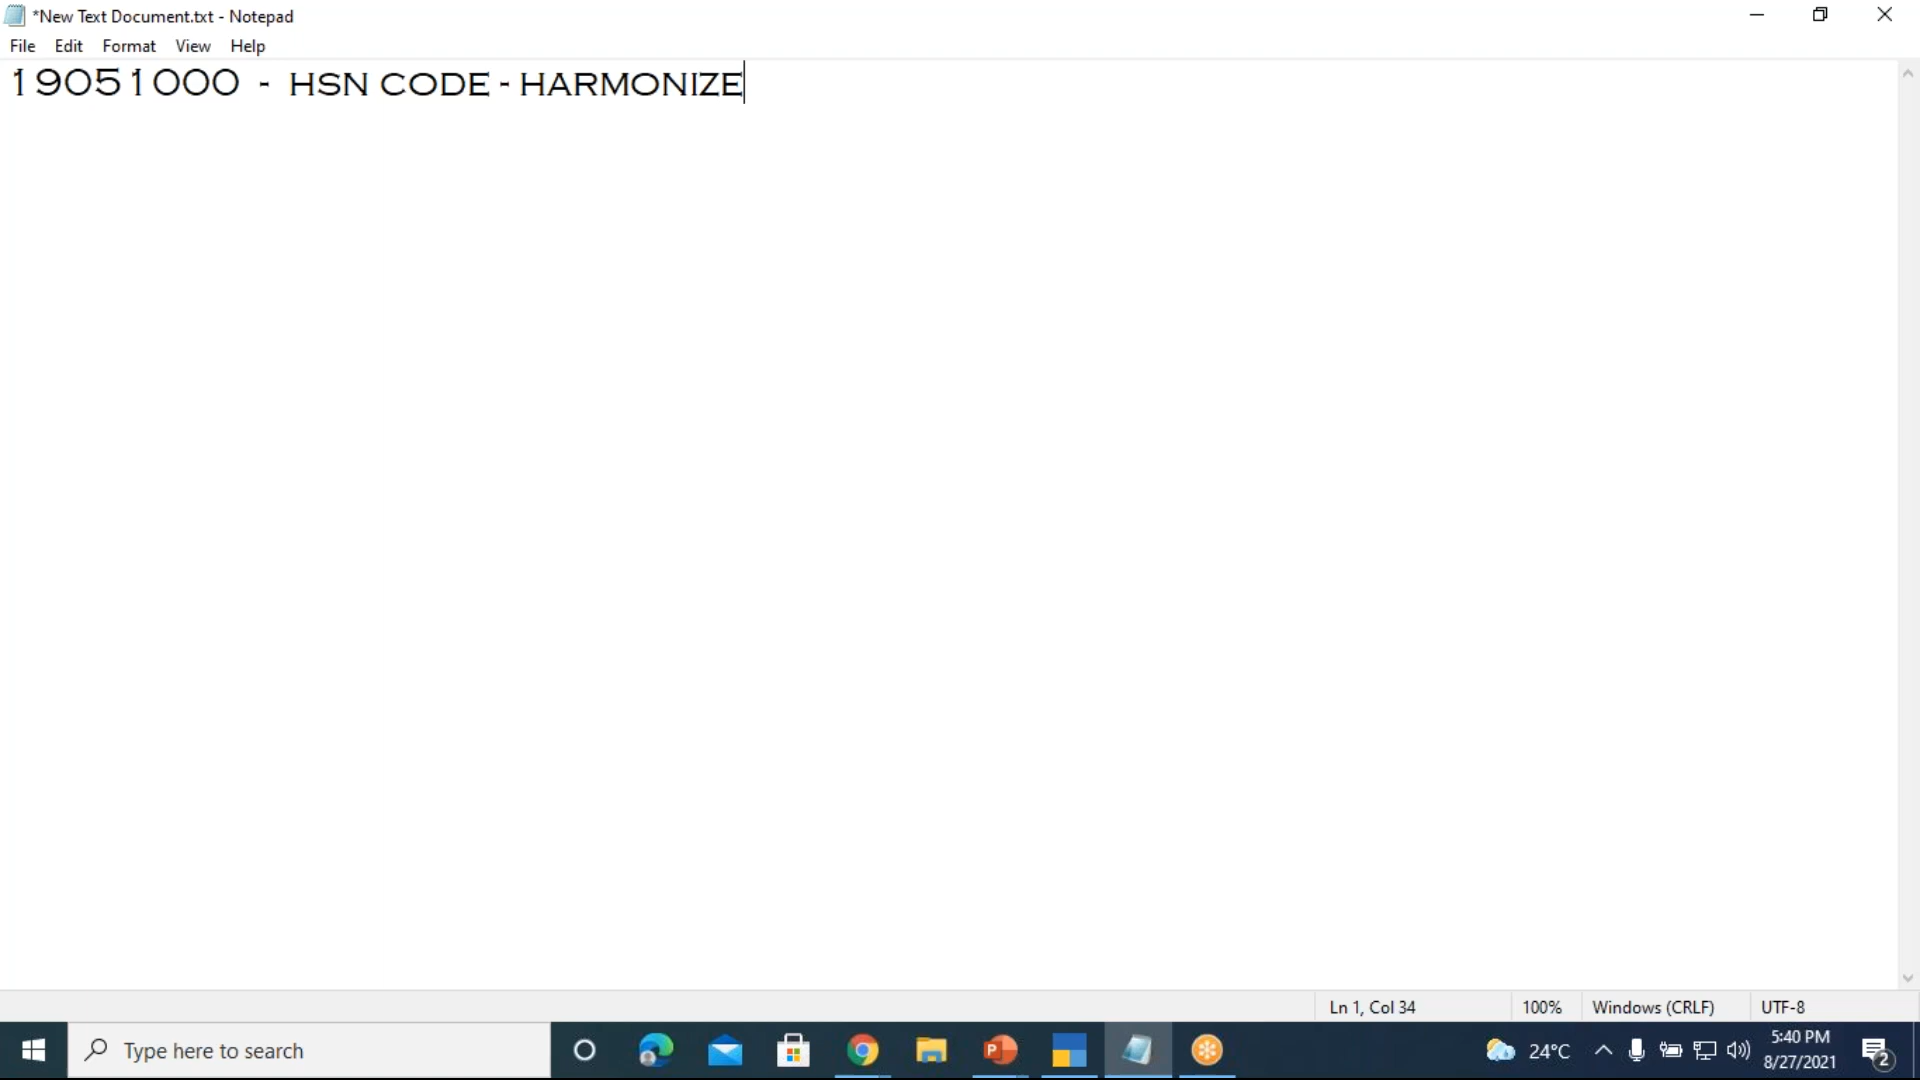 *New Text Document.txt - Notepad
File Edit Format View Help
19051000 - HSN CODE - HARMONIZE
Ln 1, Col 34 100% Windows (CRLF) UTF-8
Type here to search
24°C
5:40 PM
8/27/2021
2